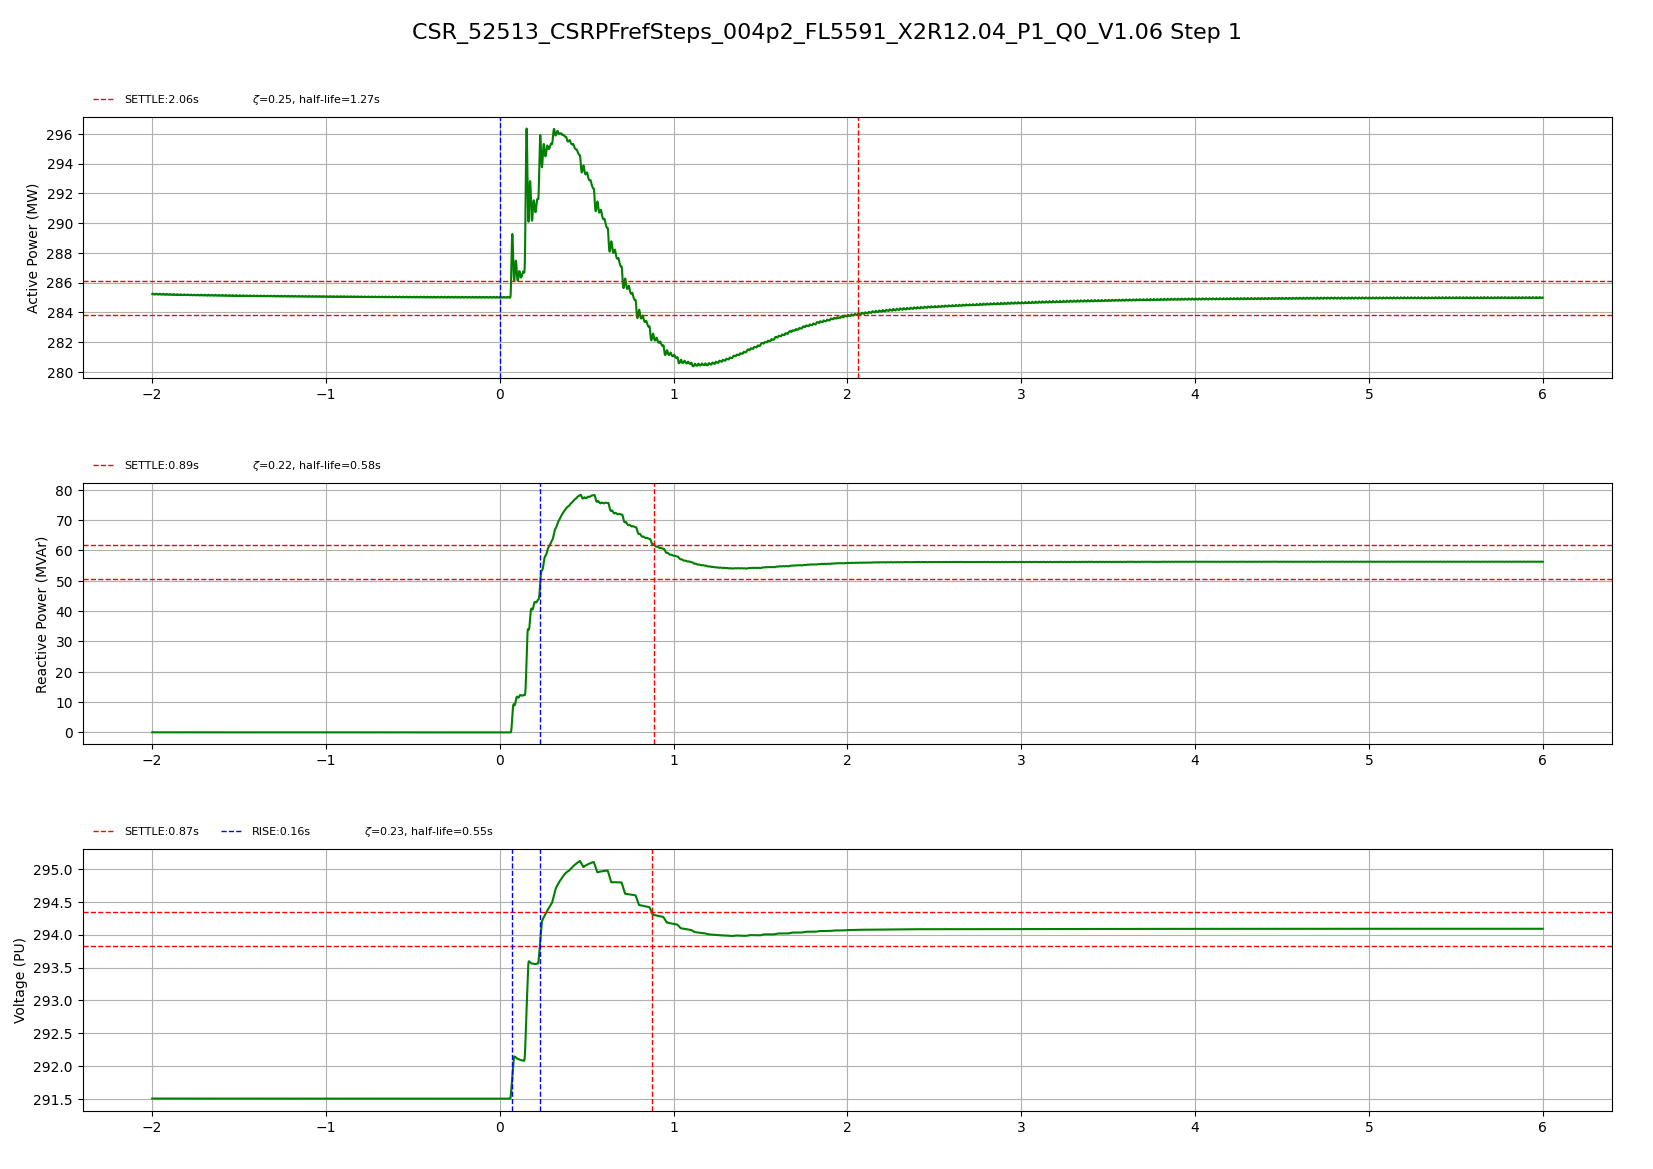 CSR_52513_CSRPFrefSteps_004p2_FL5591_X2R12.04_P1_Q0_V1.06 Step 1
SETTLE:2.06s ζ=0.25, half-life=1.27s
Active Power (MW)
296
294
292
290
288
286
284
282
280
−2 −1 0 1 2 3 4 5 6
SETTLE:0.89s ζ=0.22, half-life=0.58s
Reactive Power (MVAr)
80
70
60
50
40
30
20
10
0
−2 −1 0 1 2 3 4 5 6
SETTLE:0.87s RISE:0.16s ζ=0.23, half-life=0.55s
Voltage (PU)
295.0
294.5
294.0
293.5
293.0
292.5
292.0
291.5
−2 −1 0 1 2 3 4 5 6